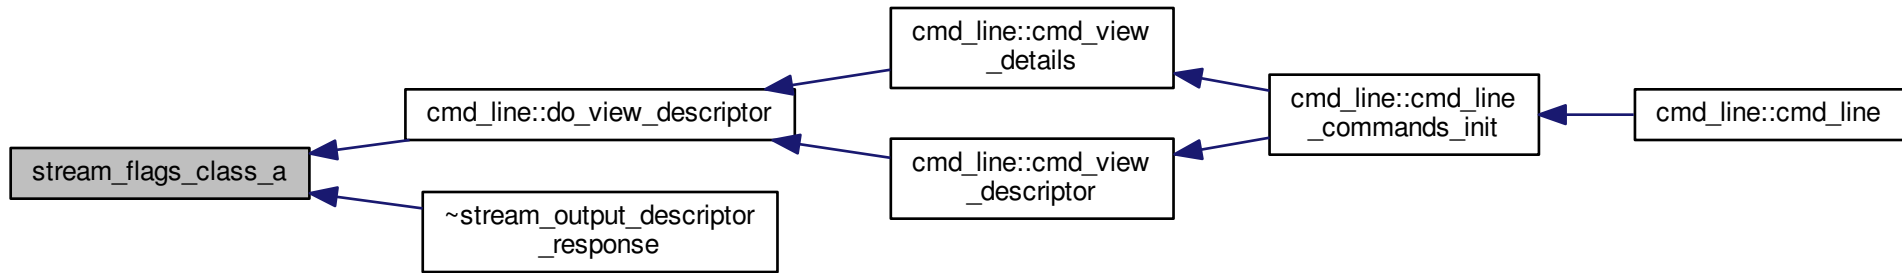 stream_flags_class_a
cmd_line::do_view_descriptor
~stream_output_descriptor
_response
cmd_line::cmd_view
_details
cmd_line::cmd_view
_descriptor
cmd_line::cmd_line
_commands_init
cmd_line::cmd_line